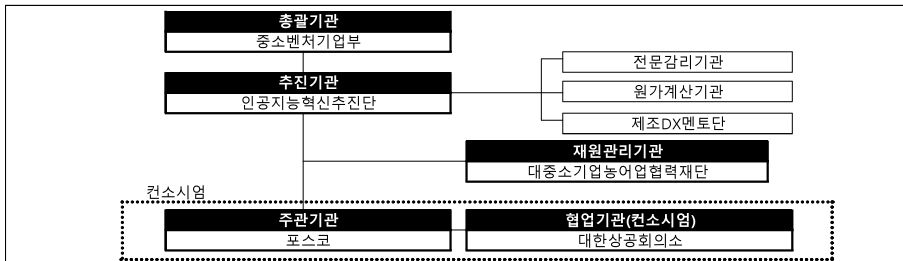 총괄기관
중소벤처기업부
추진기관
인공지능혁신추진단
전문감리기관
원가계산기관
제조DX멘토단
재원관리기관
대중소기업농어업협력재단
컨소시엄
주관기관
포스코
협업기관(컨소시엄)
대한상공회의소